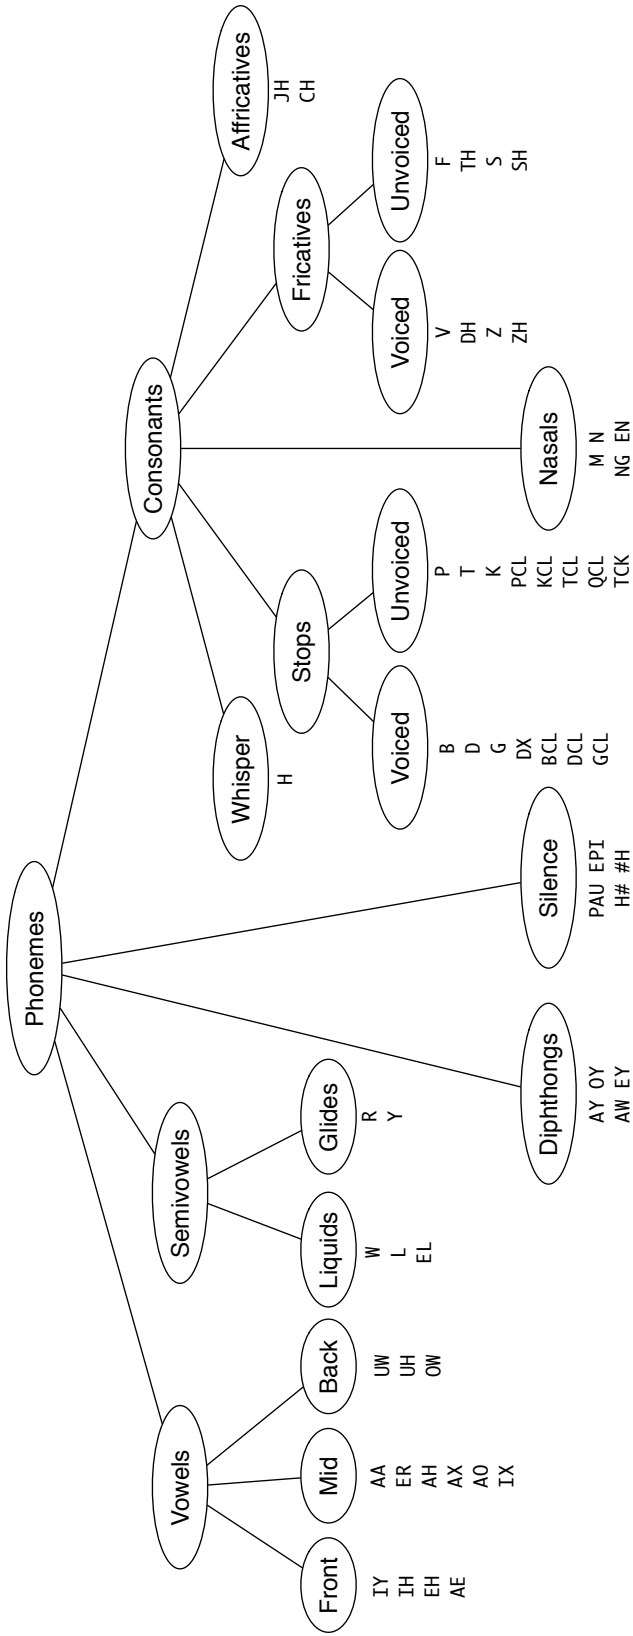 Phonemes
Vowels
Front
IY
IH
EH
AE
Mid
AA
ER
AH
AX
AO
IX
Back
UW
UH
OW
Semivowels
Liquids
W
L
EL
Glides
R
Y
Diphthongs
AY OY
AW EY
Silence
PAU EPI
H# #H
Consonants
Whisper
H
Stops
Voiced
B
D
G
DX
BCL
DCL
GCL
Unvoiced
P
T
K
PCL
KCL
TCL
QCL
TCK
Nasals
M N
NG EN
Fricatives
Voiced
V
DH
Z
ZH
Unvoiced
F
TH
S
SH
Affricatives
JH
CH